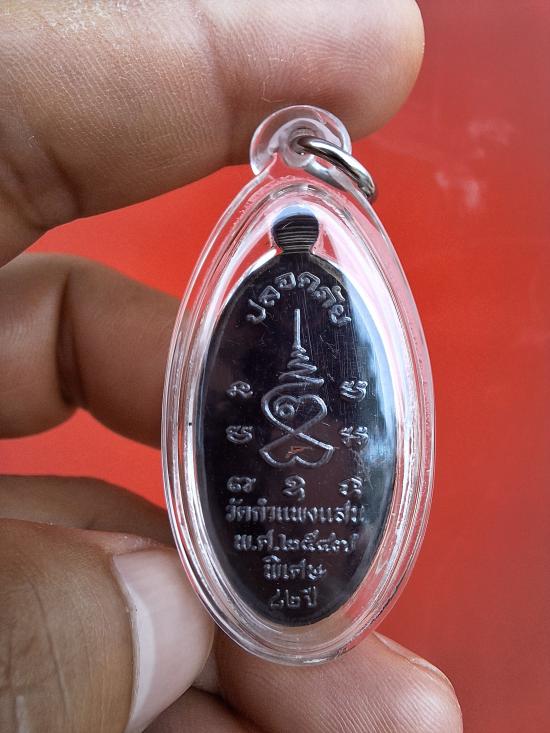 ปลอดภัย
วัดกำแพงแสน
พ.ศ.๒๕๔๗
พิเศษ
๘๒ ปี